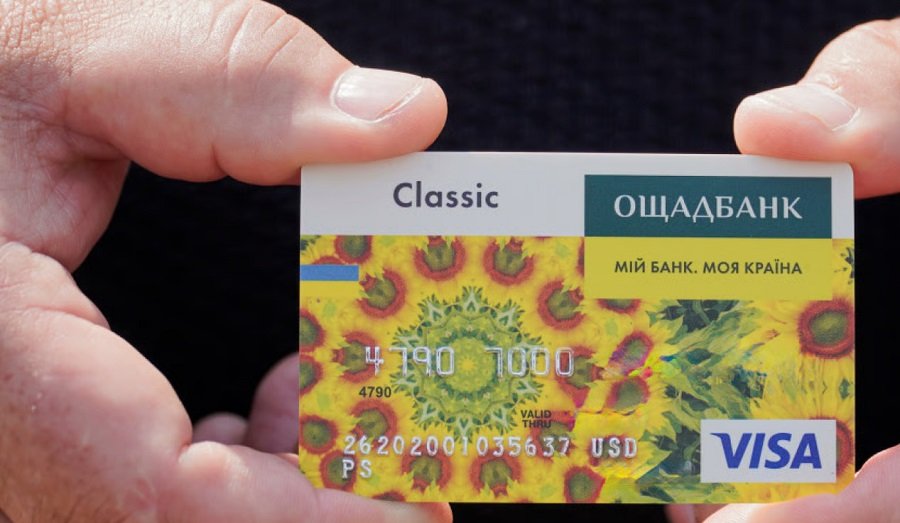 Classic
ОЩАДБАНК
МІЙ БАНК. МОЯ КРАЇНА
4790 7000
4790
VALID
THRU
26202001035637 USD
PS
VISA